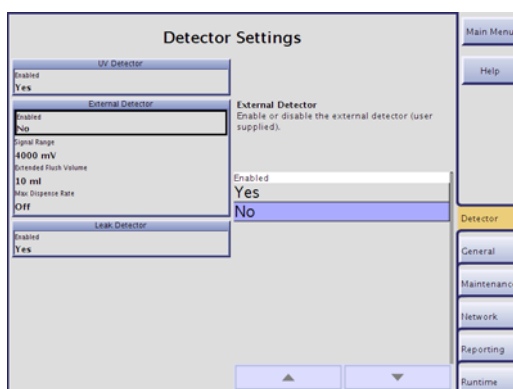 Detector Settings
UV Detector
Enabled
Yes
External Detector
Enabled
No
Signal Range
4000 mV
Extended Flush Volume
10 ml
Max Dispense Rate
Off
Leak Detector
Enabled
Yes
External Detector
Enable or disable the external detector (user
supplied).
Enabled
Yes
No
Main Menu
Help
Detector
General
Maintenanc
Network
Reporting
Runtime